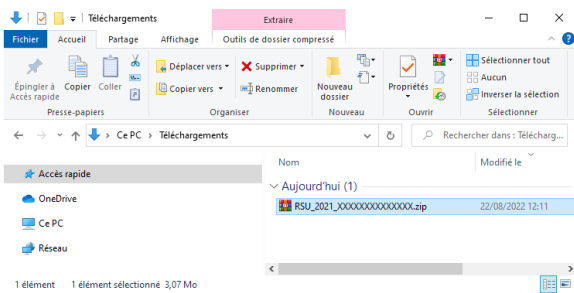 Téléchargements
Extraire
Fichier Accueil Partage Affichage Outils de dossier compressé
Épingler à Accès rapide
Copier
Coller
Déplacer vers
Copier vers
Supprimer
Renommer
Nouveau dossier
Propriétés
Sélectionner tout
Aucun
Inverser la sélection
Presse-papiers Organiser Nouveau Ouvrir Sélectionner
Ce PC > Téléchargements
Rechercher dans : Télécharg...
Nom Modifié le
Accès rapide
OneDrive
Ce PC
Réseau
Aujourd'hui (1)
RSU_2021_XXXXXXXXXXXXXX.zip 22/08/2022 12:11
1 élément 1 élément sélectionné 3,07 Mo